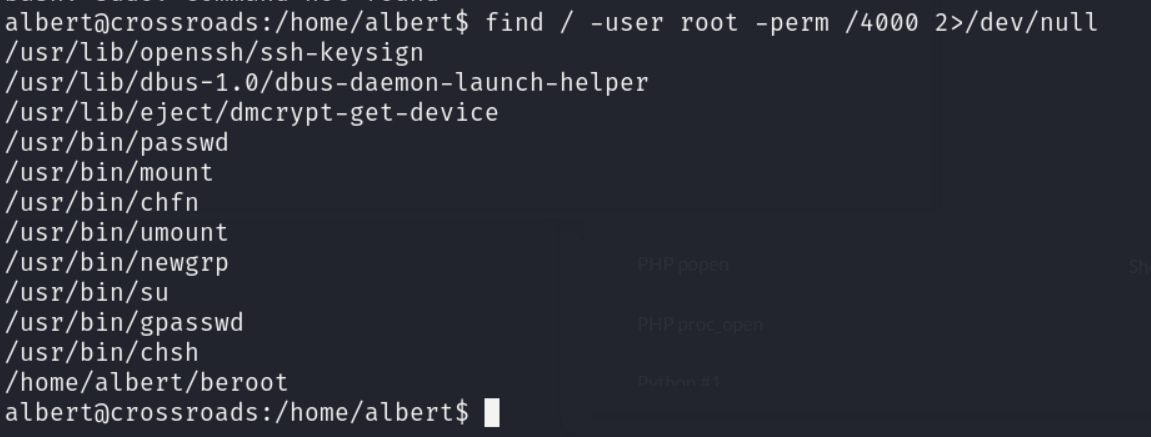 albert@crossroads:/home/albert$ find / -user root -perm /4000 2>/dev/null
/usr/lib/openssh/ssh-keysign
/usr/lib/dbus-1.0/dbus-daemon-launch-helper
/usr/lib/eject/dmcrypt-get-device
/usr/bin/passwd
/usr/bin/mount
/usr/bin/chfn
/usr/bin/umount
/usr/bin/newgrp
PHP popen
/usr/bin/su
/usr/bin/gpasswd
PHP proc_open
/usr/bin/chsh
/home/albert/beroot
Python #1
albert@crossroads:/home/albert$